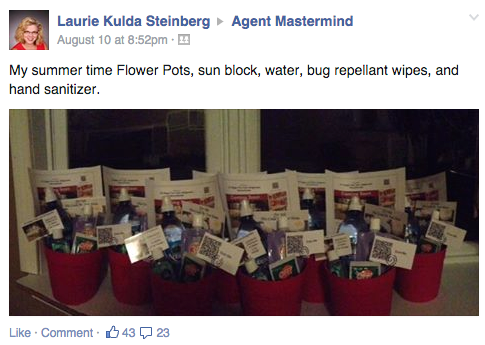 Laurie Kulda Steinberg ▸ Agent Mastermind
August 10 at 8:52pm ·
My summer time Flower Pots, sun block, water, bug repellant wipes, and
hand sanitizer.
Like · Comment · 43 23